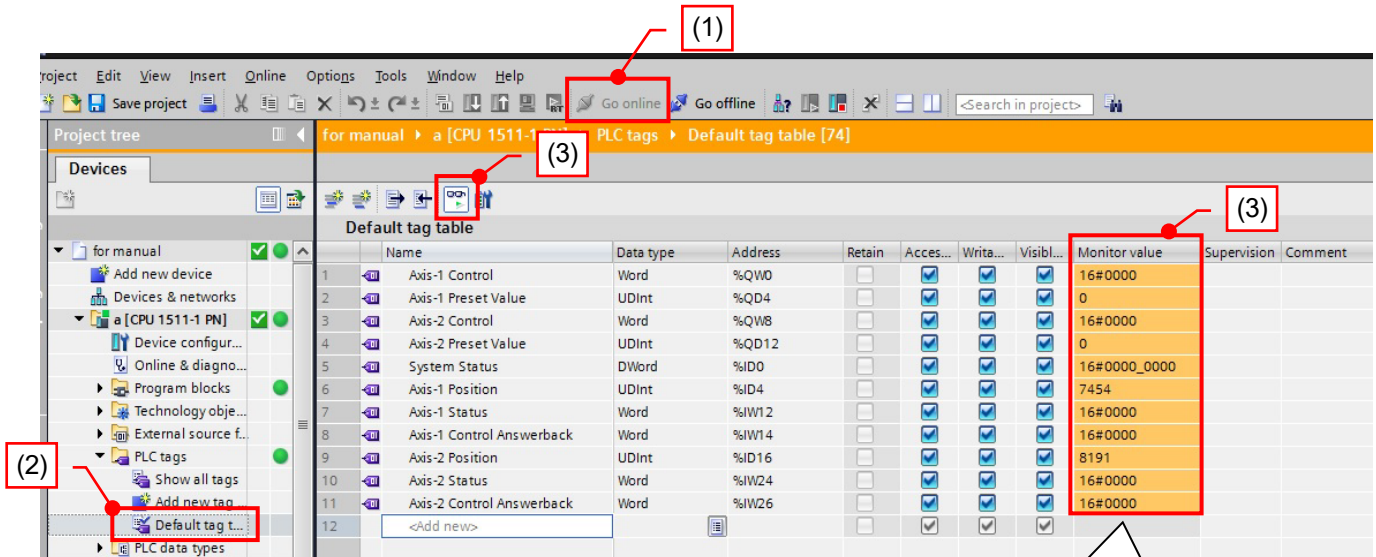 (1)
roject Edit View Insert Online Options Tools Window Help
Save project Go online Go offline <Search in project>
Project tree
for manual a [CPU 1511-1 PLC tags Default tag table [74]
(3)
Devices
(3)
Default tag table
Name Data type Address Retain Acces... Writa... Visibl... Monitor value Supervision Comment
1 Axis-1 Control Word %QW0 16#0000
2 Axis-1 Preset Value UDInt %QD4 0
3 Axis-2 Control Word %QW8 16#0000
4 Axis-2 Preset Value UDInt %QD12 0
5 System Status DWord %ID0 16#0000_0000
6 Axis-1 Position UDInt %ID4 7454
7 Axis-1 Status Word %IW12 16#0000
8 Axis-1 Control Answerback Word %IW14 16#0000
9 Axis-2 Position UDInt %ID16 8191
10 Axis-2 Status Word %IW24 16#0000
11 Axis-2 Control Answerback Word %IW26 16#0000
12 <Add new>
for manual
Add new device
Devices & networks
a [CPU 1511-1 PN]
Device configur...
Online & diagno...
Program blocks
Technology obje...
External source f...
PLC tags
(2)
Show all tags
Add new tag
Default tag t...
PLC data types